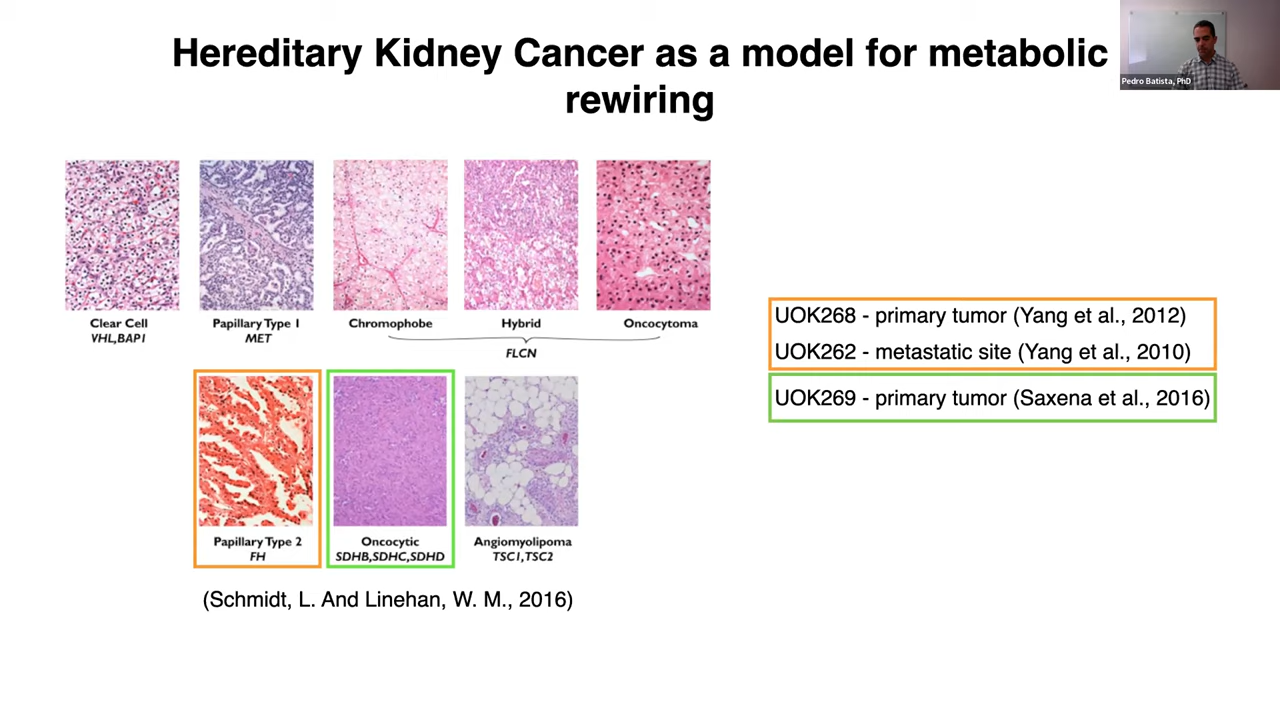 Hereditary Kidney Cancer as a model for metabolic
rewiring
Pedro Batista, PhD
Clear Cell
VHL,BAP1
Papillary Type 1
MET
Chromophobe
Hybrid
Oncocytoma
FLCN
UOK268 - primary tumor (Yang et al., 2012)
UOK262 - metastatic site (Yang et al., 2010)
UOK269 - primary tumor (Saxena et al., 2016)
Papillary Type 2
FH
Oncocytic
SDHB,SDHC,SDHD
Angiomyolipoma
TSC1,TSC2
(Schmidt, L. And Linehan, W. M., 2016)